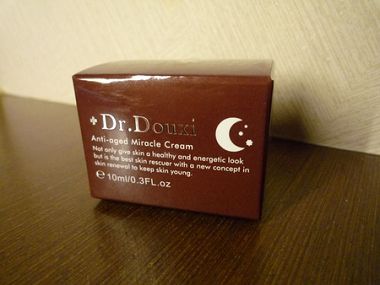 Dr.Douxi
Anti-aged Miracle Cream
Not only give skin a healthy and energetic look
but is the best skin rescuer with a new concept in
skin renewal to keep skin young.
℮ 10ml/0.3FL.oz